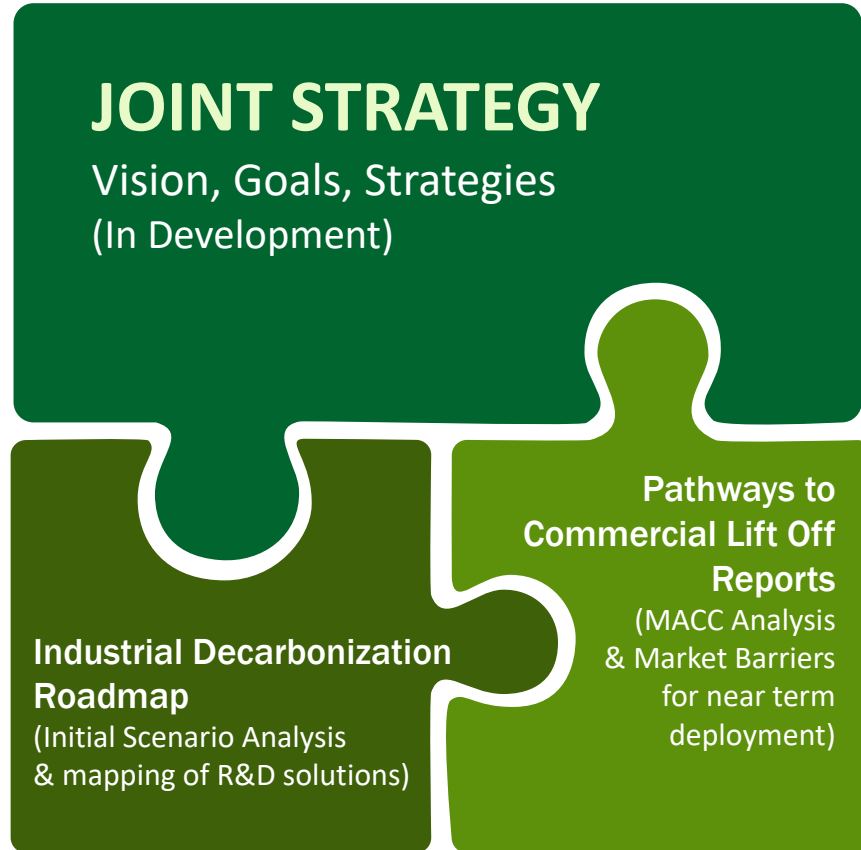 JOINT STRATEGY
Vision, Goals, Strategies
(In Development)
Industrial Decarbonization
Roadmap
(Initial Scenario Analysis
& mapping of R&D solutions)
Pathways to
Commercial Lift Off
Reports
(MACC Analysis
& Market Barriers
for near term
deployment)